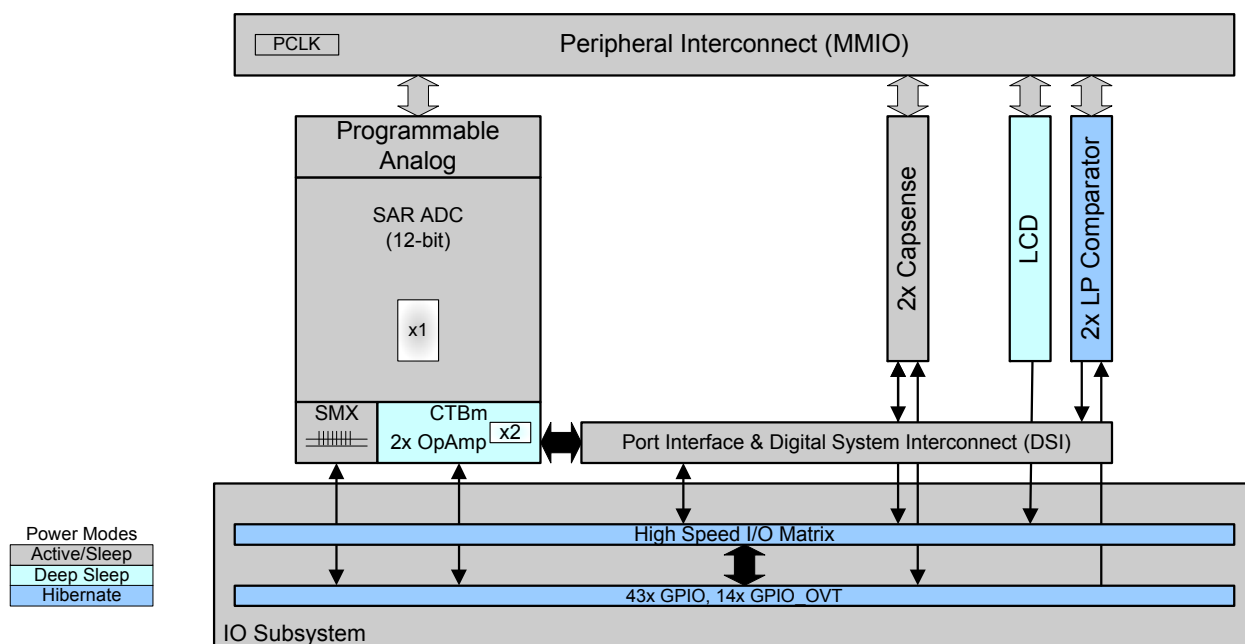 PCLK
Peripheral Interconnect (MMIO)
Programmable
Analog
SAR ADC
(12-bit)
x1
SMX
CTBm
2x OpAmp
x2
2x Capsense
LCD
2x LP Comparator
Port Interface & Digital System Interconnect (DSI)
High Speed I/O Matrix
43x GPIO, 14x GPIO_OVT
IO Subsystem
Power Modes
Active/Sleep
Deep Sleep
Hibernate